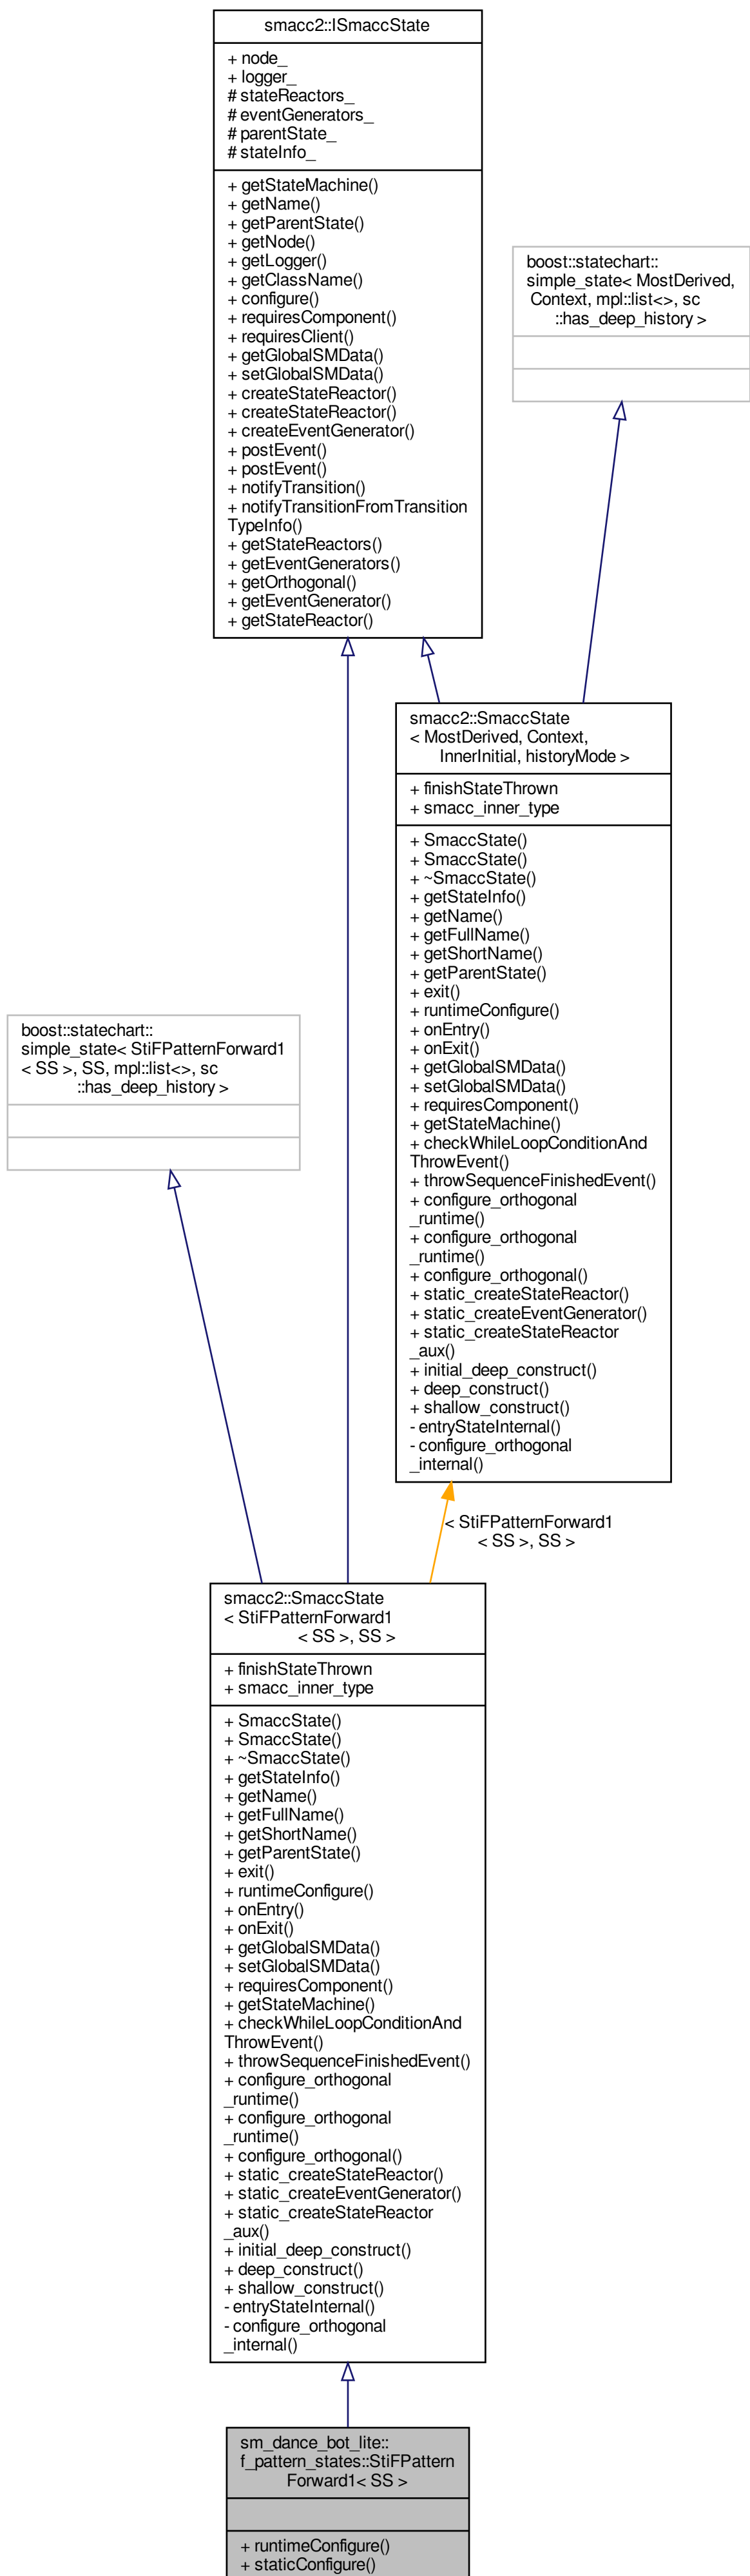 smacc2::ISmaccState
+ node_
+ logger_
# stateReactors_
# eventGenerators_
# parentState_
# stateInfo_
+ getStateMachine()
+ getName()
+ getParentState()
+ getNode()
+ getLogger()
+ getClassName()
+ configure()
+ requiresComponent()
+ requiresClient()
+ getGlobalSMData()
+ setGlobalSMData()
+ createStateReactor()
+ createStateReactor()
+ createEventGenerator()
+ postEvent()
+ postEvent()
+ notifyTransition()
+ notifyTransitionFromTransition
TypeInfo()
+ getStateReactors()
+ getEventGenerators()
+ getOrthogonal()
+ getEventGenerator()
+ getStateReactor()
boost::statechart::
simple_state< MostDerived,
Context, mpl::list<>, sc
::has_deep_history >
smacc2::SmaccState
< MostDerived, Context,
InnerInitial, historyMode >
+ finishStateThrown
+ smacc_inner_type
+ SmaccState()
+ SmaccState()
+ ~SmaccState()
+ getStateInfo()
+ getName()
+ getFullName()
+ getShortName()
+ getParentState()
+ exit()
+ runtimeConfigure()
+ onEntry()
+ onExit()
+ getGlobalSMData()
+ setGlobalSMData()
+ requiresComponent()
+ getStateMachine()
+ checkWhileLoopConditionAnd
ThrowEvent()
+ throwSequenceFinishedEvent()
+ configure_orthogonal
_runtime()
+ configure_orthogonal
_runtime()
+ configure_orthogonal()
+ static_createStateReactor()
+ static_createEventGenerator()
+ static_createStateReactor
_aux()
+ initial_deep_construct()
+ deep_construct()
+ shallow_construct()
- entryStateInternal()
- configure_orthogonal
_internal()
boost::statechart::
simple_state< StiFPatternForward1
< SS >, SS, mpl::list<>, sc
::has_deep_history >
< StiFPatternForward1
< SS >, SS >
smacc2::SmaccState
< StiFPatternForward1
< SS >, SS >
+ finishStateThrown
+ smacc_inner_type
+ SmaccState()
+ SmaccState()
+ ~SmaccState()
+ getStateInfo()
+ getName()
+ getFullName()
+ getShortName()
+ getParentState()
+ exit()
+ runtimeConfigure()
+ onEntry()
+ onExit()
+ getGlobalSMData()
+ setGlobalSMData()
+ requiresComponent()
+ getStateMachine()
+ checkWhileLoopConditionAnd
ThrowEvent()
+ throwSequenceFinishedEvent()
+ configure_orthogonal
_runtime()
+ configure_orthogonal
_runtime()
+ configure_orthogonal()
+ static_createStateReactor()
+ static_createEventGenerator()
+ static_createStateReactor
_aux()
+ initial_deep_construct()
+ deep_construct()
+ shallow_construct()
- entryStateInternal()
- configure_orthogonal
_internal()
sm_dance_bot_lite::
f_pattern_states::StiFPattern
Forward1< SS >
+ runtimeConfigure()
+ staticConfigure()